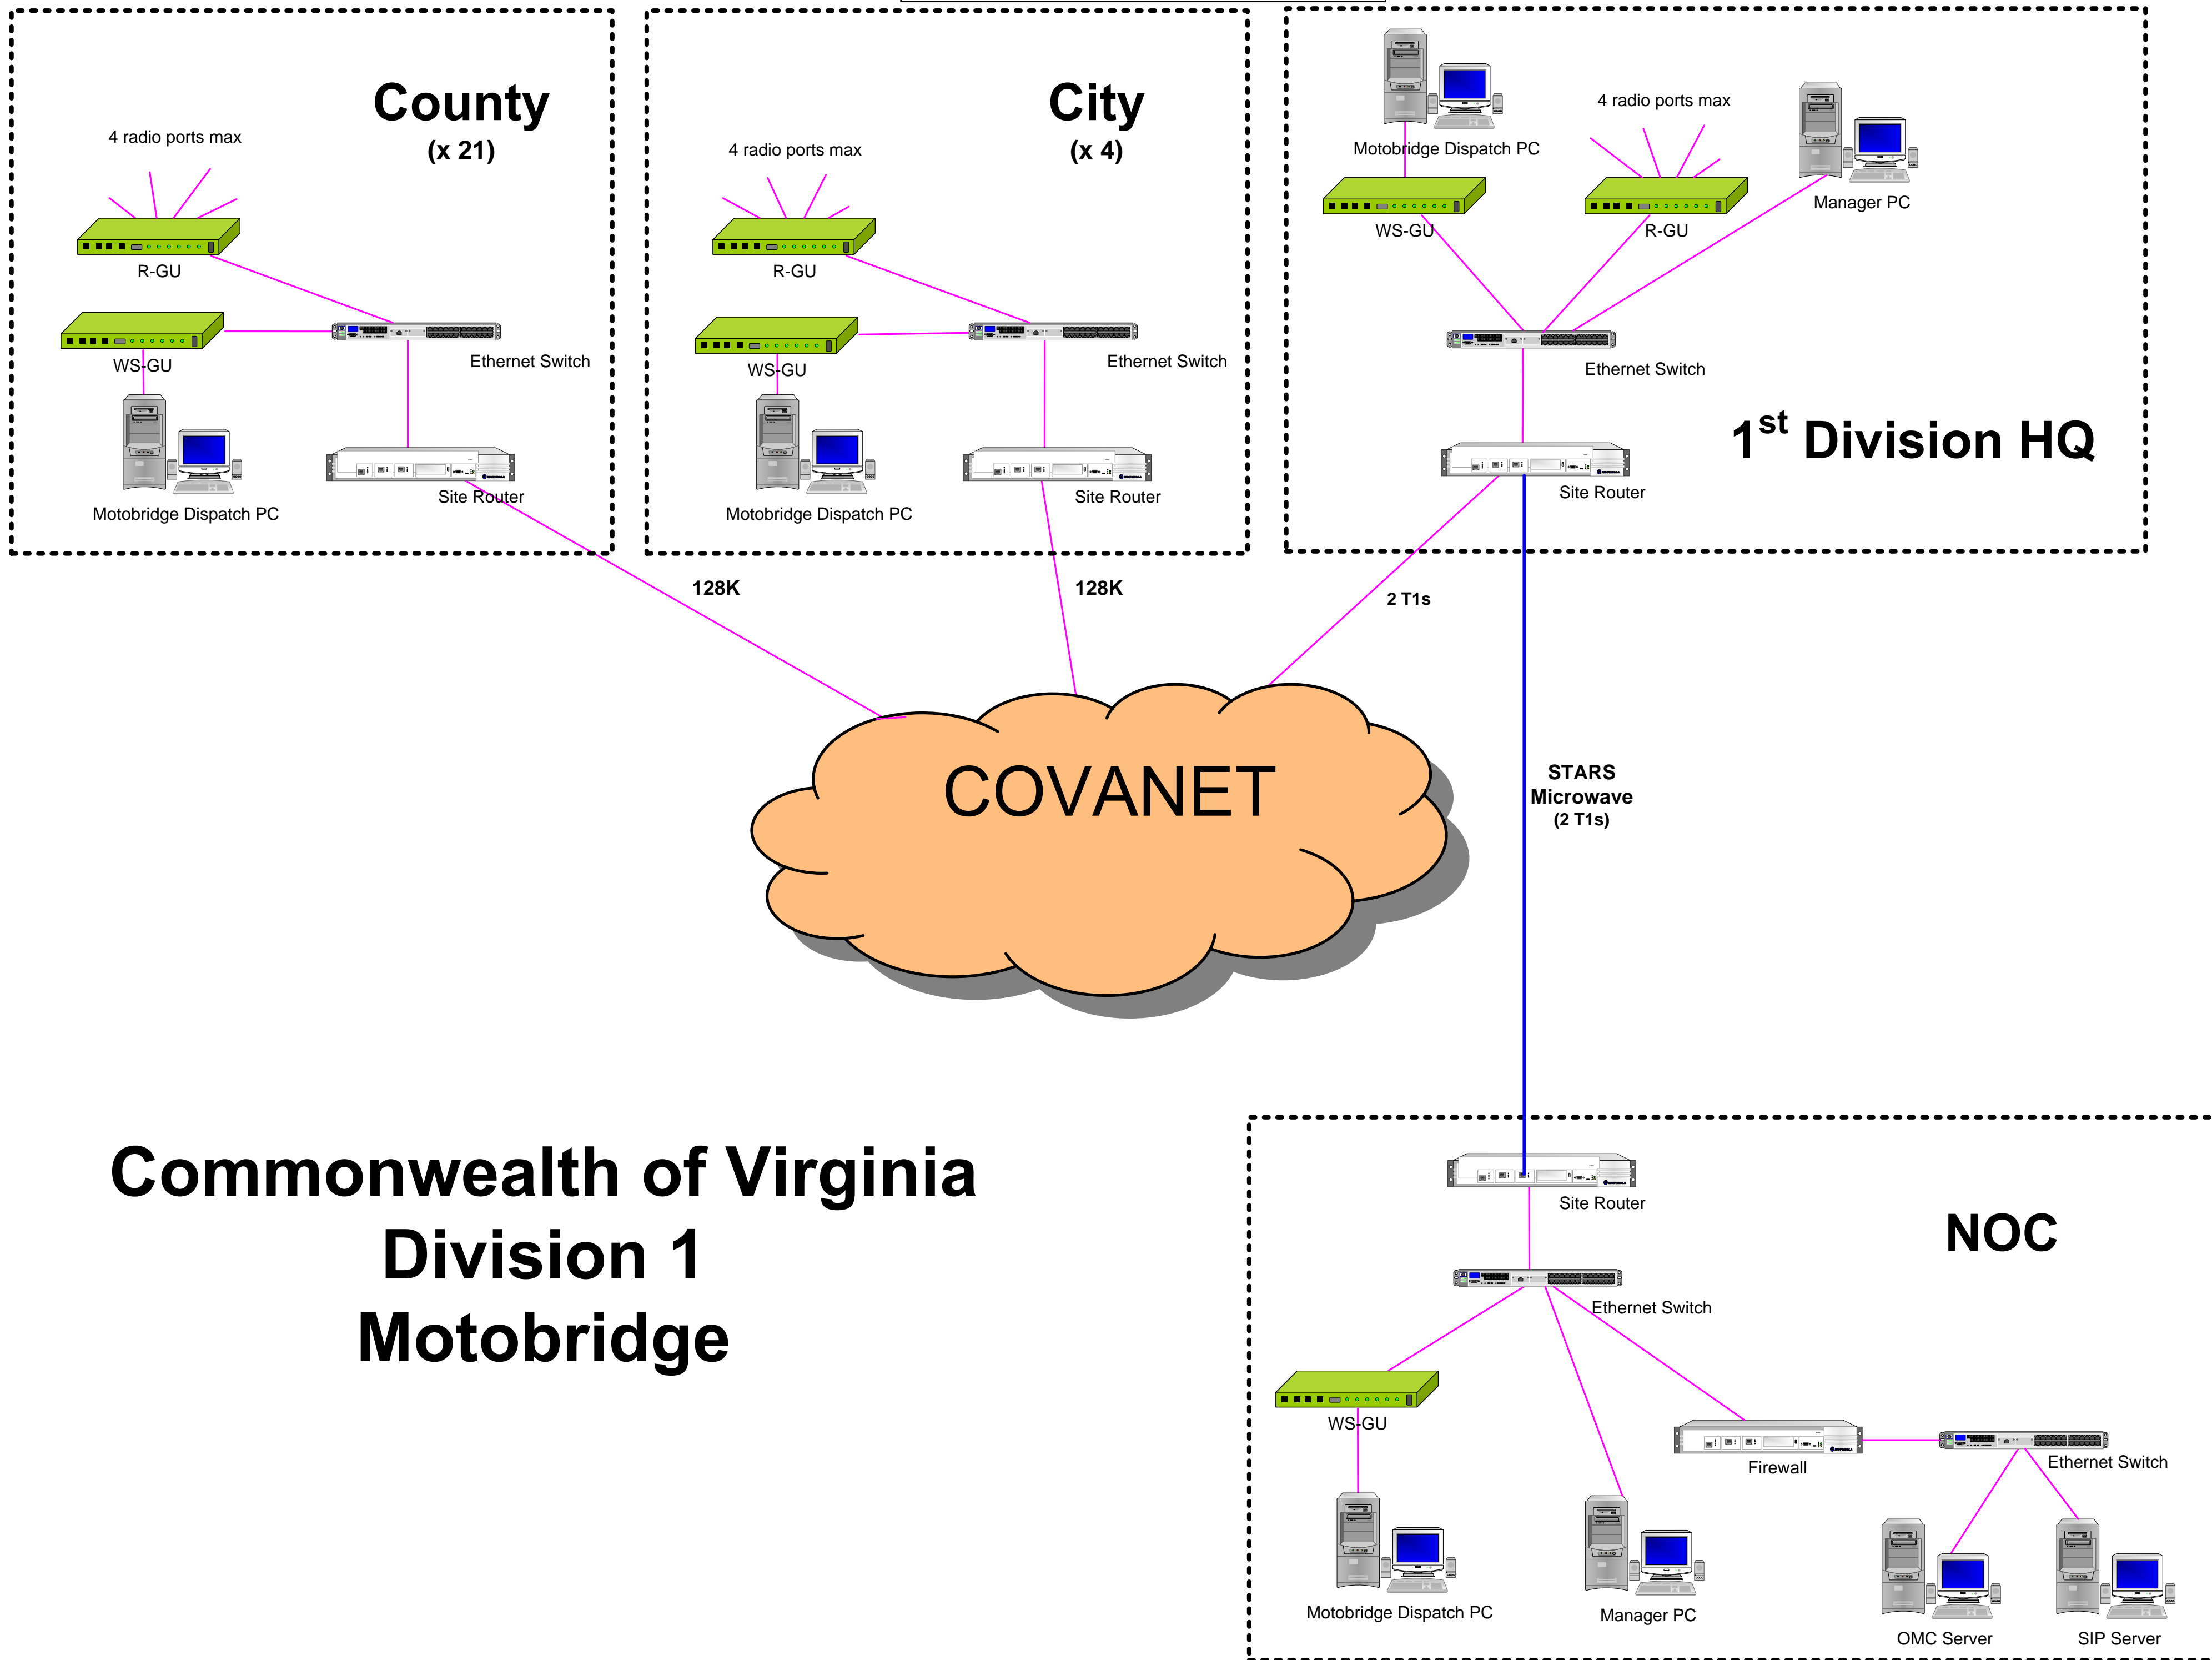 County
(x 21)
4 radio ports max
R-GU
WS-GU
Ethernet Switch
Site Router
Motobridge Dispatch PC
City
(x 4)
4 radio ports max
R-GU
WS-GU
Ethernet Switch
Site Router
Motobridge Dispatch PC
Motobridge Dispatch PC
4 radio ports max
Manager PC
WS-GU
R-GU
Ethernet Switch
1st Division HQ
Site Router
128K
128K
2 T1s
COVANET
STARS
Microwave
(2 T1s)
Commonwealth of Virginia
Division 1
Motobridge
Site Router
NOC
Ethernet Switch
WS-GU
Firewall
Ethernet Switch
Motobridge Dispatch PC
Manager PC
OMC Server
SIP Server